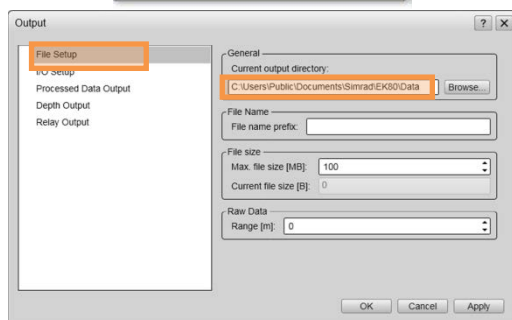 Output
? X
File Setup
I/O Setup
Processed Data Output
Depth Output
Relay Output
General
Current output directory:
C:\Users\Public\Documents\Simrad\EK80\Data
Browse...
File Name
File name prefix:
File size
Max. file size [MB]: 100
Current file size [B]: 0
Raw Data
Range [m]: 0
OK Cancel Apply